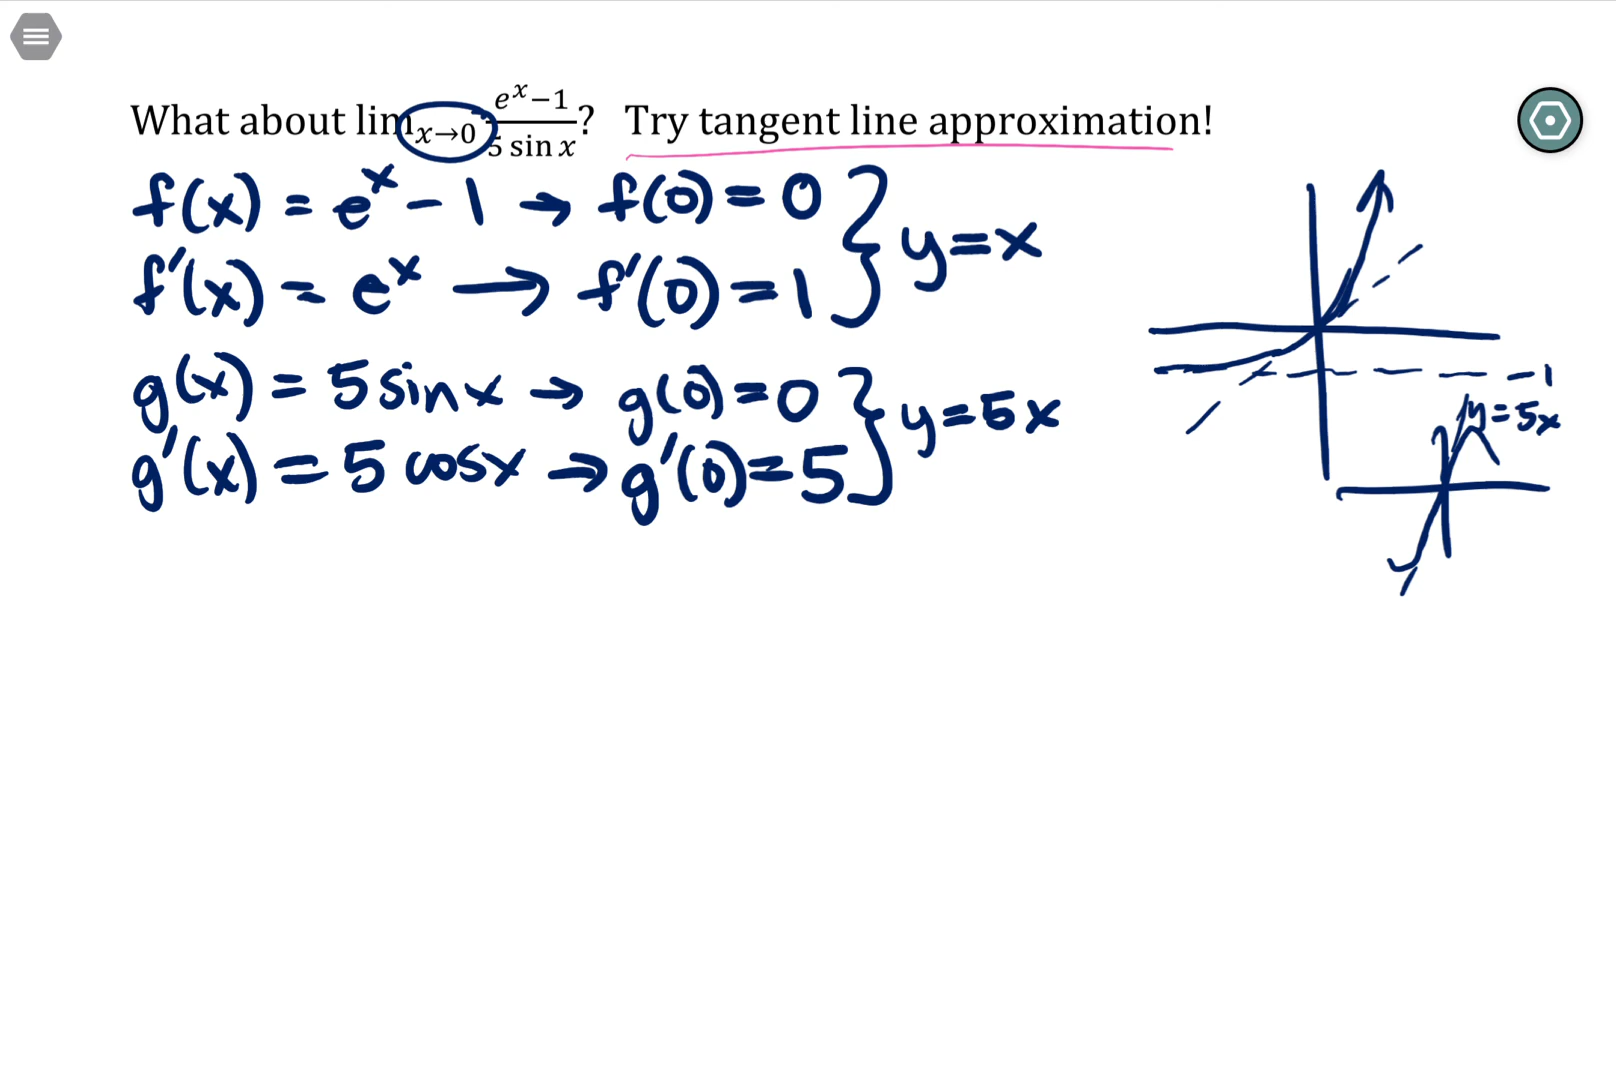 What about lim x→0 (e^x−1)/(5 sin x)? Try tangent line approximation!
f(x) = e^x − 1 → f(0) = 0 } y = x
f'(x) = e^x → f'(0) = 1
g(x) = 5 sin x → g(0) = 0 } y = 5x
g'(x) = 5 cos x → g'(0) = 5
−1
y = 5x